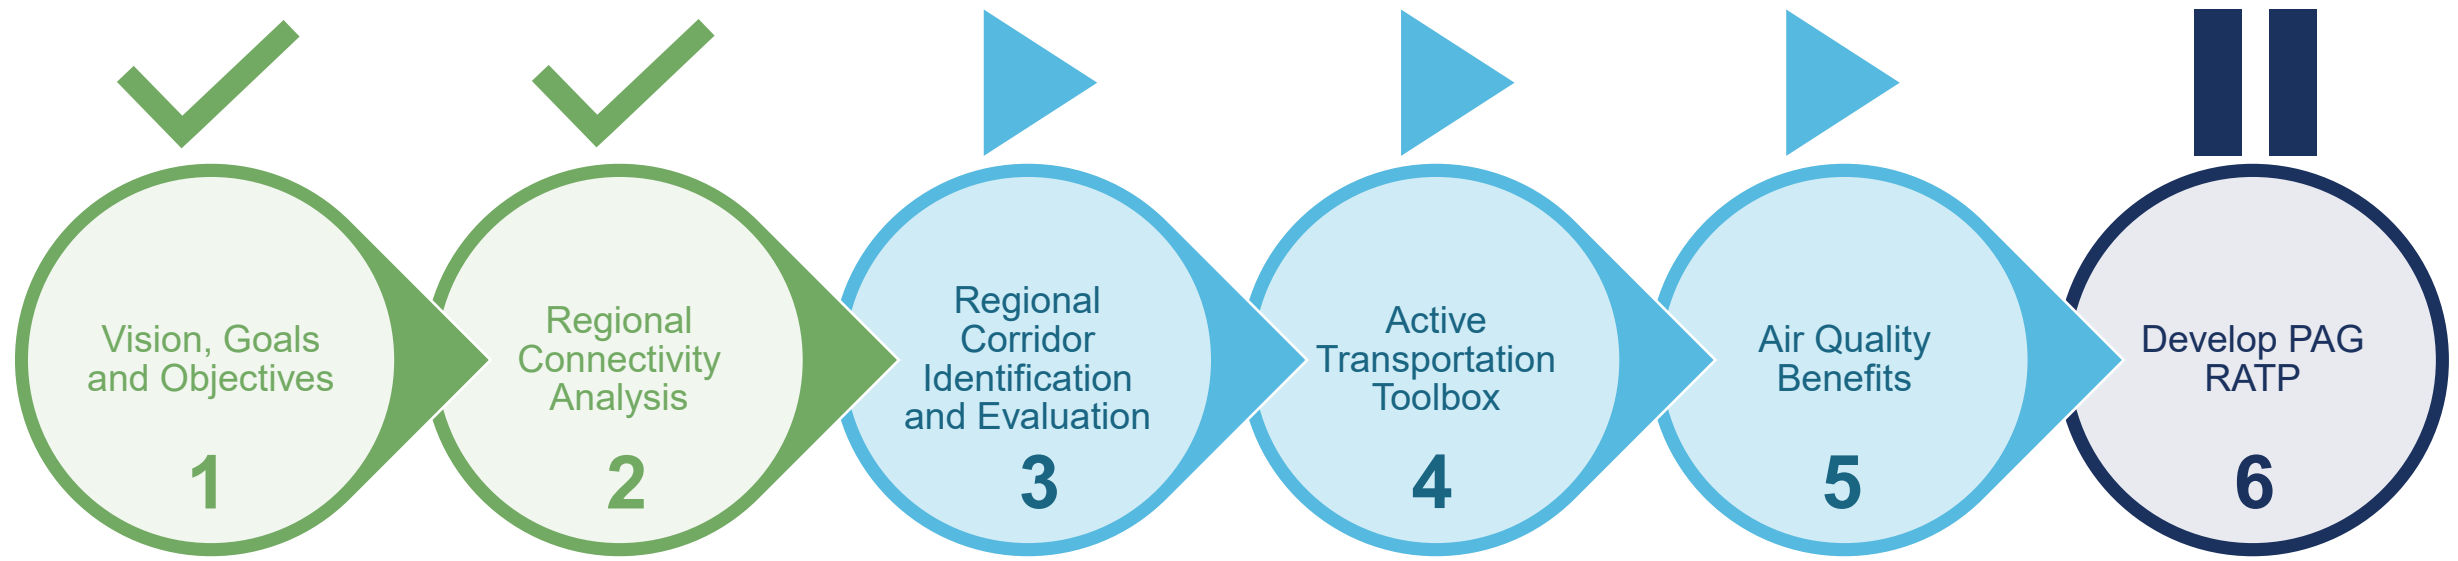 Vision, Goals
and Objectives
1
Regional
Connectivity
Analysis
2
Regional
Corridor
Identification
and Evaluation
3
Active
Transportation
Toolbox
4
Air Quality
Benefits
5
Develop PAG
RATP
6